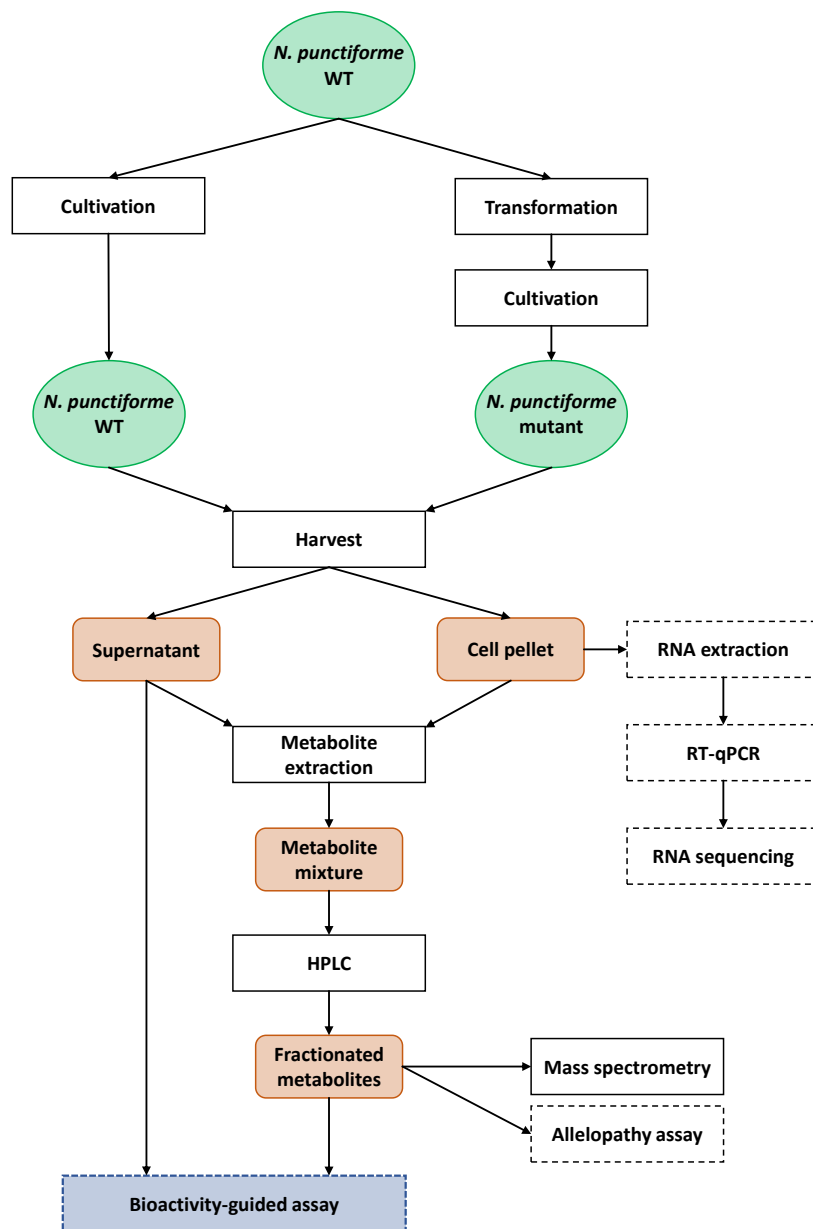 N. punctiforme
WT
Cultivation
Transformation
Cultivation
N. punctiforme
WT
N. punctiforme
mutant
Harvest
Supernatant
Cell pellet
RNA extraction
Metabolite
extraction
RT-qPCR
Metabolite
mixture
RNA sequencing
HPLC
Fractionated
metabolites
Mass spectrometry
Allelopathy assay
Bioactivity-guided assay